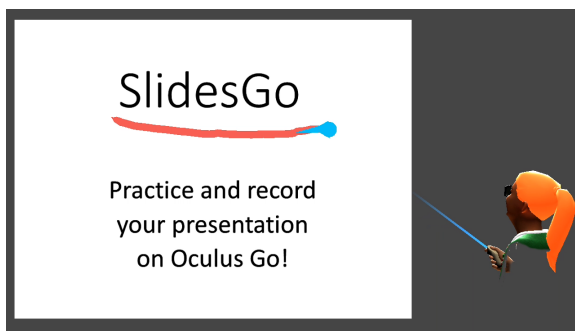 SlidesGo
Practice and record
your presentation
on Oculus Go!